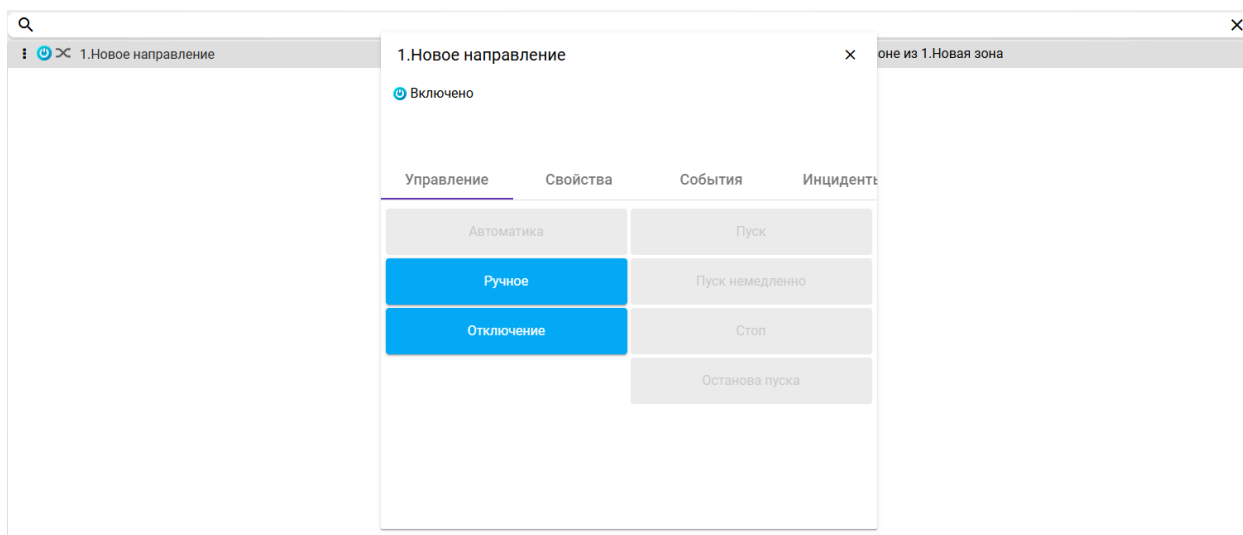 1.Новое направление
1.Новое направление
оне из 1.Новая зона
Включено
Управление Свойства События Инциденты
Автоматика Пуск
Ручное Пуск немедленно
Отключение Стоп
Останова пуска